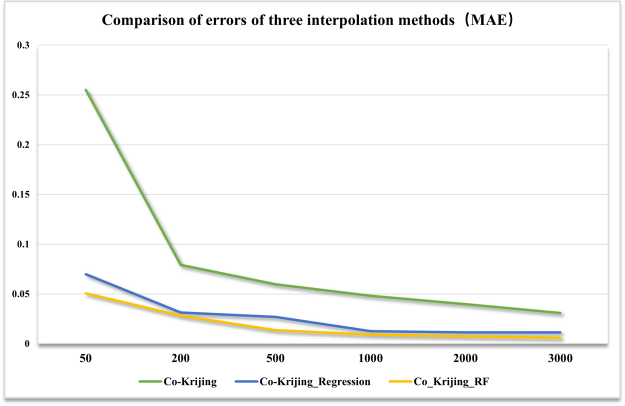 Comparison of errors of three interpolation methods（MAE）
0.3
0.25
0.2
0.15
0.1
0.05
0
50 200 500 1000 2000 3000
Co-Krijing Co-Krijing_Regression Co_Krijing_RF